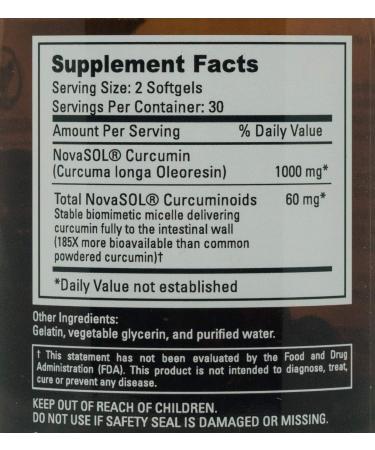 Supplement Facts
Serving Size: 2 Softgels
Servings Per Container: 30
Amount Per Serving % Daily Value
NovaSOL® Curcumin
(Curcuma longa Oleoresin) 1000 mg*
Total NovaSOL® Curcuminoids 60 mg*
Stable biomimetic micelle delivering
curcumin fully to the intestinal wall
(185X more bioavailable than common
powdered curcumin)†
*Daily Value not established
Other Ingredients:
Gelatin, vegetable glycerin, and purified water.
† This statement has not been evaluated by the Food and Drug
Administration (FDA). This product is not intended to diagnose, treat,
cure or prevent any disease.
KEEP OUT OF REACH OF CHILDREN.
DO NOT USE IF SAFETY SEAL IS DAMAGED OR MISSING.